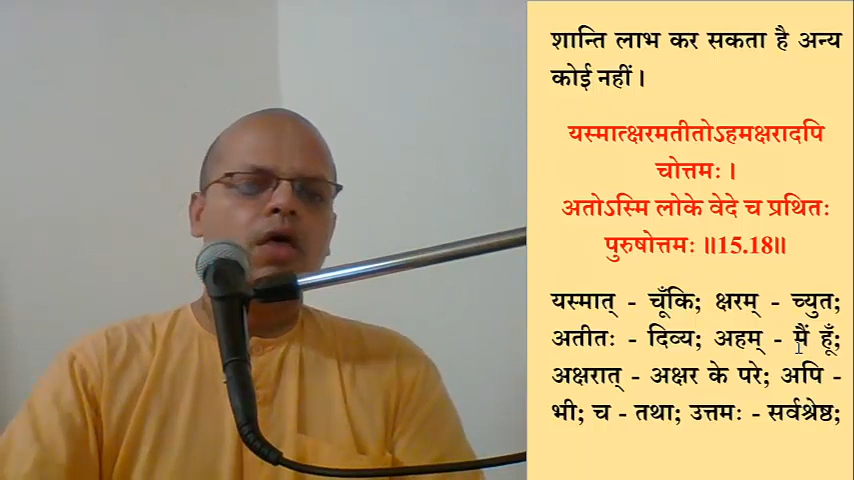 शान्ति लाभ कर सकता है अन्य
कोई नहीं।
यस्मात्क्षरमतीतोऽहमक्षरादपि
चोत्तमः ।
अतोऽस्मि लोके वेदे च प्रथितः
पुरुषोत्तमः ॥15.18॥
यस्मात् - चूँकि; क्षरम् - च्युत;
अतीतः - दिव्य; अहम् - मैं हूँ;
अक्षरात् - अक्षर के परे; अपि -
भी; च - तथा; उत्तमः - सर्वश्रेष्ठ;